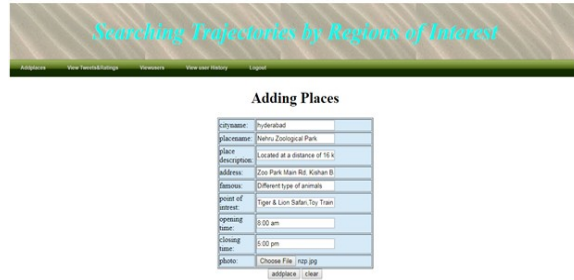 Searching Trajectories by Regions of Interest
Addplaces View Tweets&Ratings Viewusers View user History Logout
Adding Places
cityname: hyderabad
placename: Nehru Zoological Park
place
description: Located at a distance of 16 k
address: Zoo Park Main Rd, Kishan B
famous: Different type of animals
point of
intrest: Tiger & Lion Safari,Toy Train
opening
time: 8:00 am
closing
time: 5:00 pm
photo: Choose File nzp.jpg
addplace clear